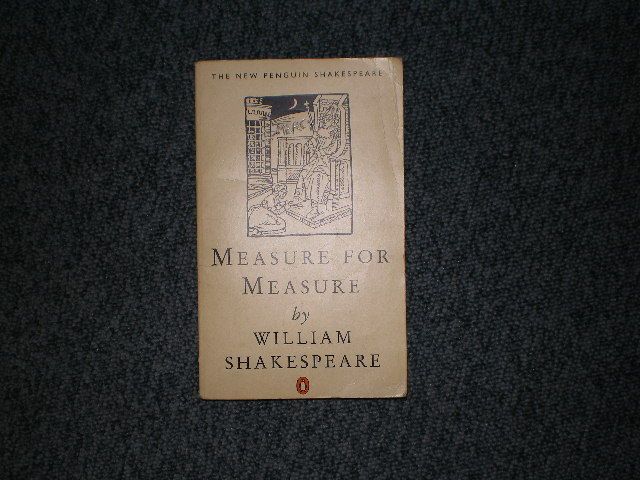 THE NEW PENGUIN SHAKESPEARE
MEASURE FOR
MEASURE
by
WILLIAM
SHAKESPEARE